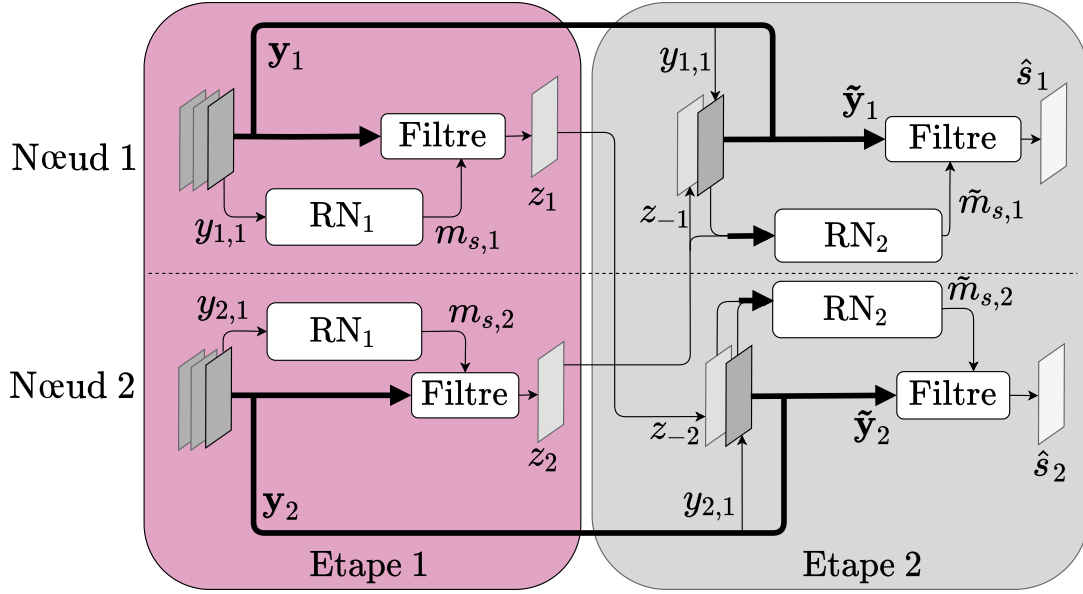 y₁
y₁,₁
ỹ₁
ŝ₁
Nœud 1
Filtre
Filtre
z₁
z₋₁
y₁,₁
RN₁
m_{s,1}
RN₂
m̃_{s,1}
y₂,₁
RN₁
m_{s,2}
RN₂
m̃_{s,2}
Nœud 2
Filtre
Filtre
z₂
z₋₂
ỹ₂
ŝ₂
y₂
y₂,₁
Etape 1
Etape 2